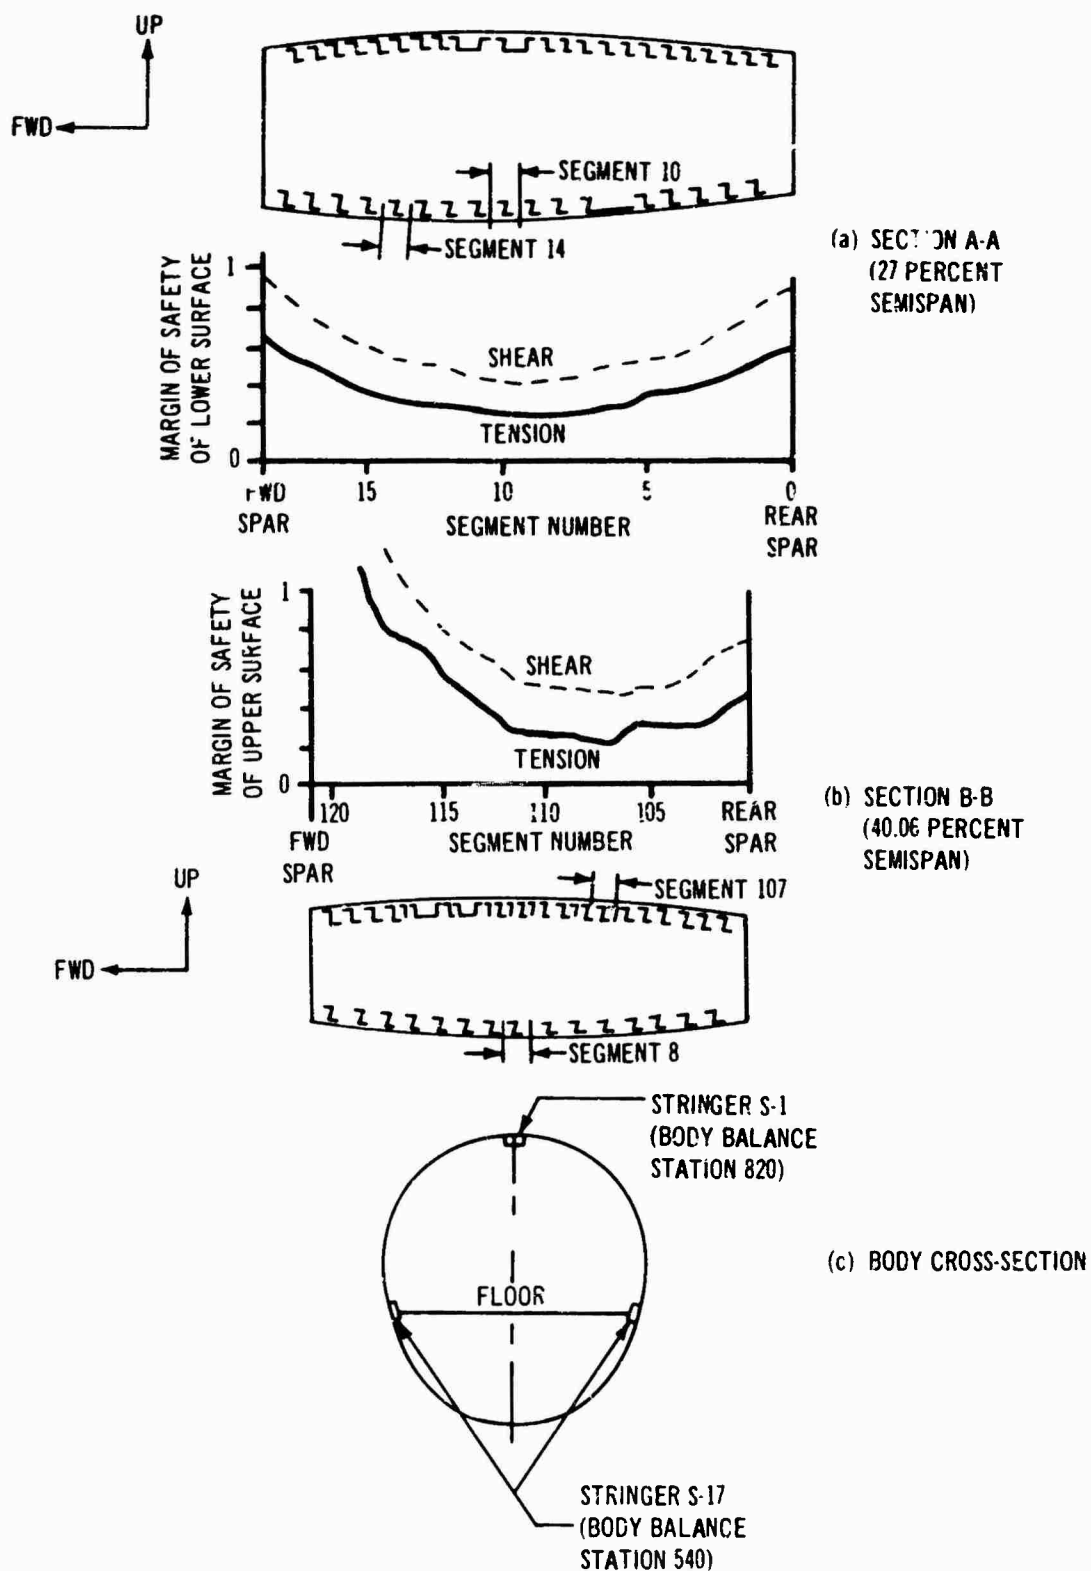 UP
FWD
SEGMENT 10
SEGMENT 14
(a) SECTION A-A
(27 PERCENT
SEMISPAN)
MARGIN OF SAFETY
OF LOWER SURFACE
1
0
SHEAR
TENSION
FWD
SPAR
15
10
5
0
REAR
SPAR
SEGMENT NUMBER
MARGIN OF SAFETY
OF UPPER SURFACE
1
0
SHEAR
TENSION
120
115
110
105
FWD
SPAR
SEGMENT NUMBER
REAR
SPAR
(b) SECTION B-B
(40.06 PERCENT
SEMISPAN)
UP
FWD
SEGMENT 107
SEGMENT 8
STRINGER S-1
(BODY BALANCE
STATION 820)
FLOOR
(c) BODY CROSS-SECTION
STRINGER S-17
(BODY BALANCE
STATION 540)